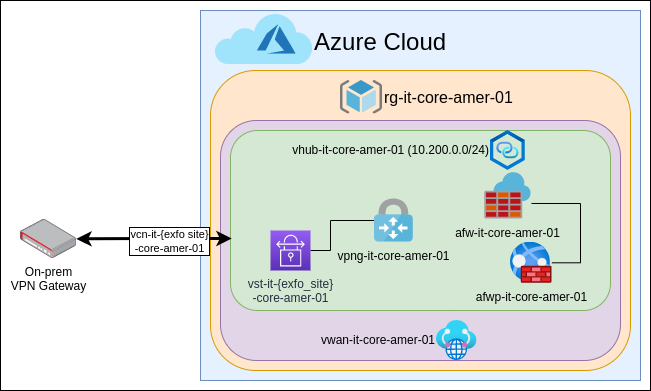 Azure Cloud
rg-it-core-amer-01
vhub-it-core-amer-01 (10.200.0.0/24)
vcn-it-{exfo site}
-core-amer-01
afw-it-core-amer-01
vpng-it-core-amer-01
On-prem
VPN Gateway
vst-it-{exfo_site}
-core-amer-01
afwp-it-core-amer-01
vwan-it-core-amer-01